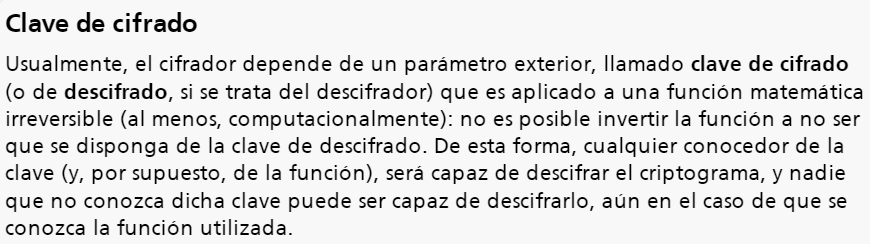 Clave de cifrado
Usualmente, el cifrador depende de un parámetro exterior, llamado clave de cifrado
(o de descifrado, si se trata del descifrador) que es aplicado a una función matemática
irreversible (al menos, computacionalmente): no es posible invertir la función a no ser
que se disponga de la clave de descifrado. De esta forma, cualquier conocedor de la
clave (y, por supuesto, de la función), será capaz de descifrar el criptograma, y nadie
que no conozca dicha clave puede ser capaz de descifrarlo, aún en el caso de que se
conozca la función utilizada.